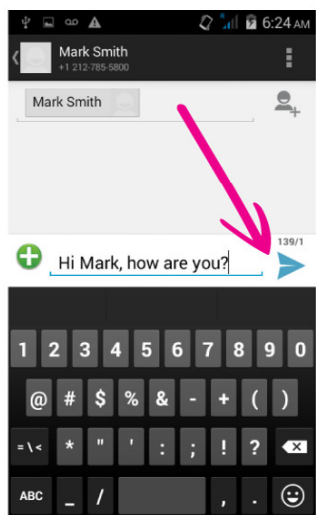 6:24 AM
Mark Smith
+1 212-785-5800
Mark Smith
139/1
Hi Mark, how are you?
1 2 3 4 5 6 7 8 9 0
@ # $ % & - + ( )
= \ < * " ' : ; ! ?
ABC _ / , .